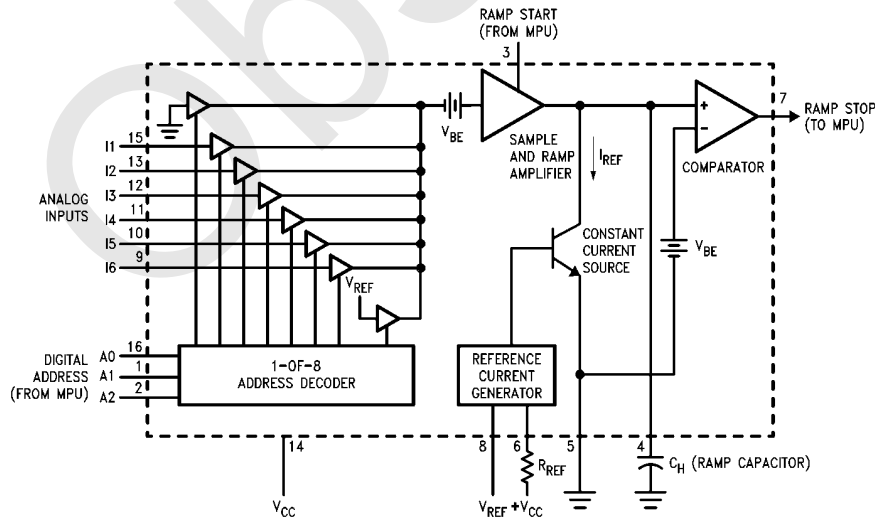 Obs
RAMP START
(FROM MPU)
3
7
RAMP STOP
(TO MPU)
V_BE
SAMPLE
AND RAMP
AMPLIFIER
I_REF
+
−
COMPARATOR
ANALOG
INPUTS
I1 15
I2 13
I3 12
I4 11
I5 10
I6 9
V_REF
CONSTANT
CURRENT
SOURCE
V_BE
DIGITAL
ADDRESS
(FROM MPU)
A0 16
A1 1
A2 2
1-OF-8
ADDRESS DECODER
REFERENCE
CURRENT
GENERATOR
14
8
6
5
4
R_REF
C_H (RAMP CAPACITOR)
V_CC
V_REF
+V_CC